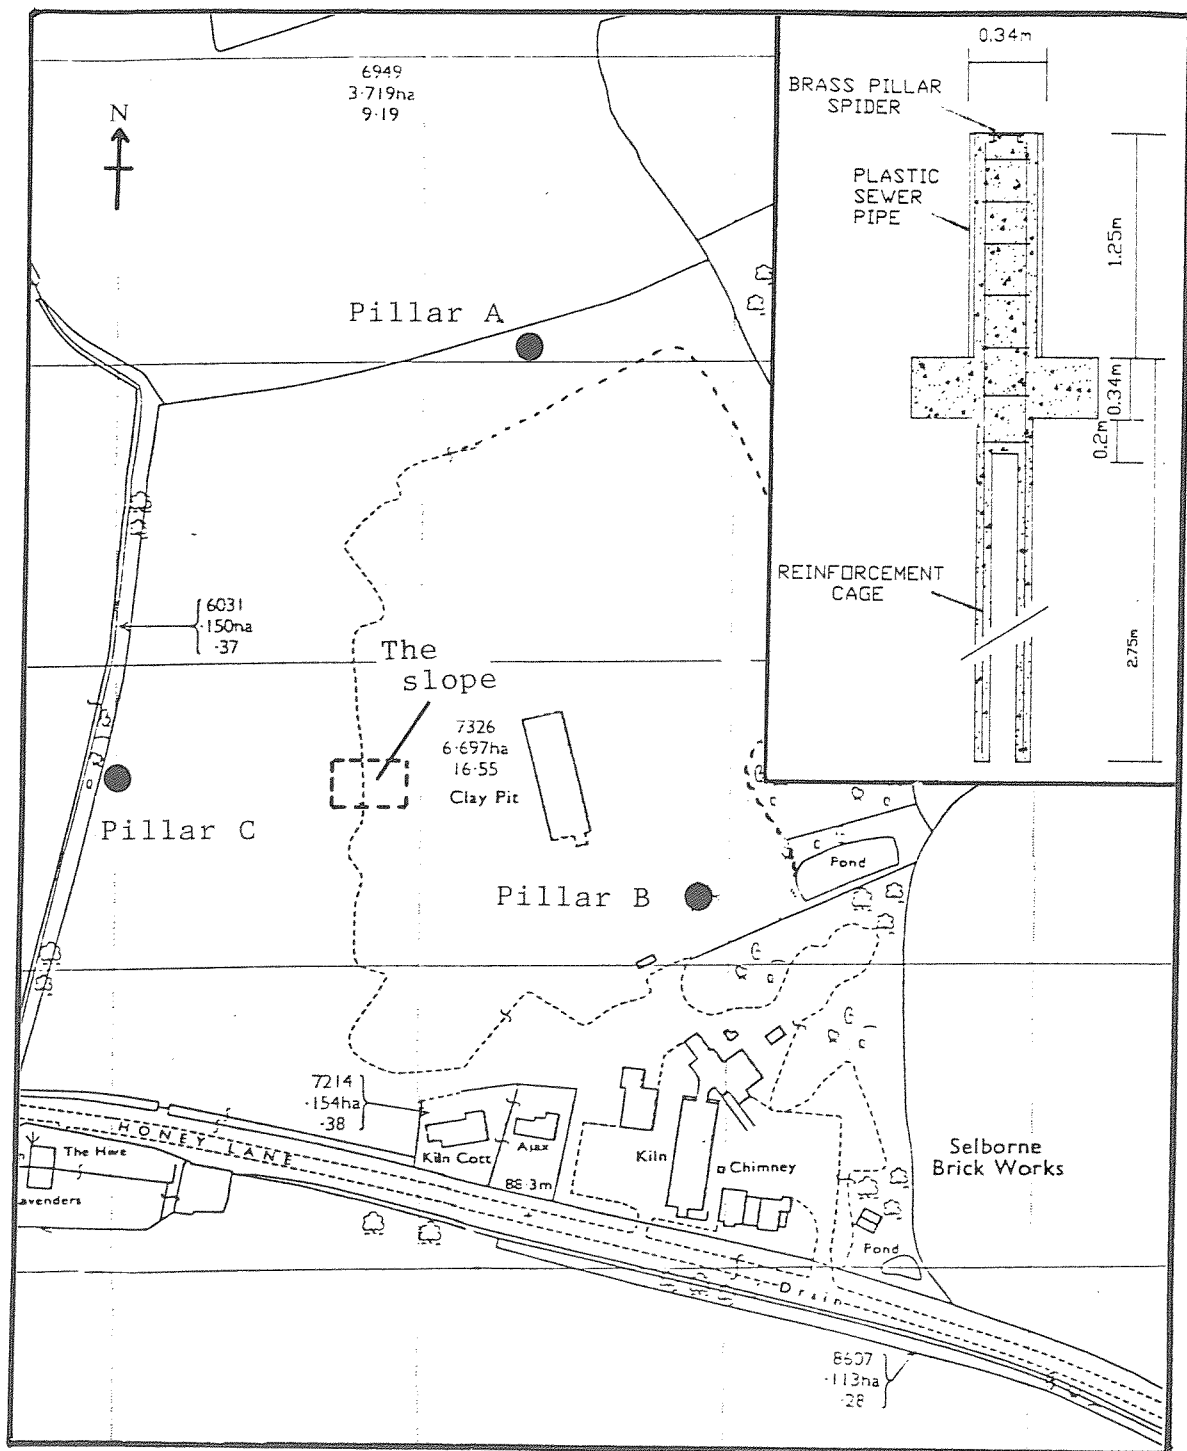 6949
3·719ha
9·19
N
Pillar A
0.34m
BRASS PILLAR
SPIDER
PLASTIC
SEWER
PIPE
1.25m
0.34m
0.2m
REINFORCEMENT
CAGE
2.75m
6031
·150ha
·37
The
slope
7326
6·697ha
16·55
Clay Pit
Pillar C
Pillar B
Pond
7214
·154ha
·38
HONEY LANE
The Hare
avenders
Kiln Cott
Ajax
88·3m
Kiln
Chimney
Selborne
Brick Works
Pond
Drain
8607
·113ha
·28